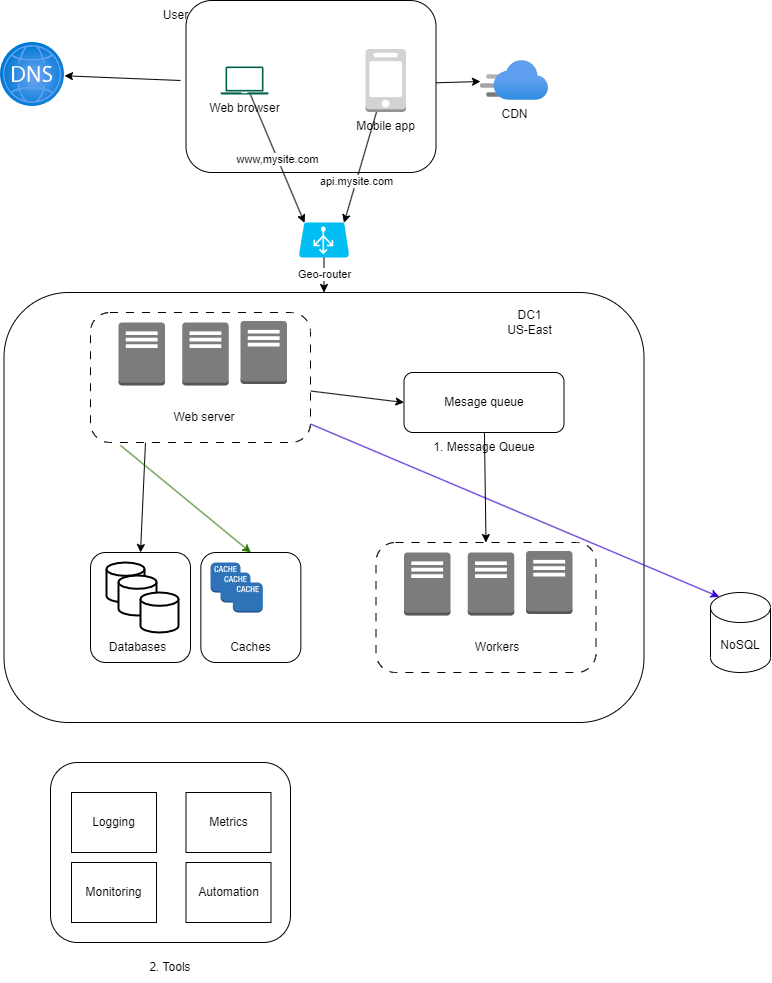 User
DNS
Web browser
Mobile app
CDN
www,mysite.com
api.mysite.com
Geo-router
DC1
US-East
Web server
Mesage queue
1. Message Queue
CACHE
CACHE
CACHE
Databases
Caches
Workers
NoSQL
Logging
Metrics
Monitoring
Automation
2. Tools